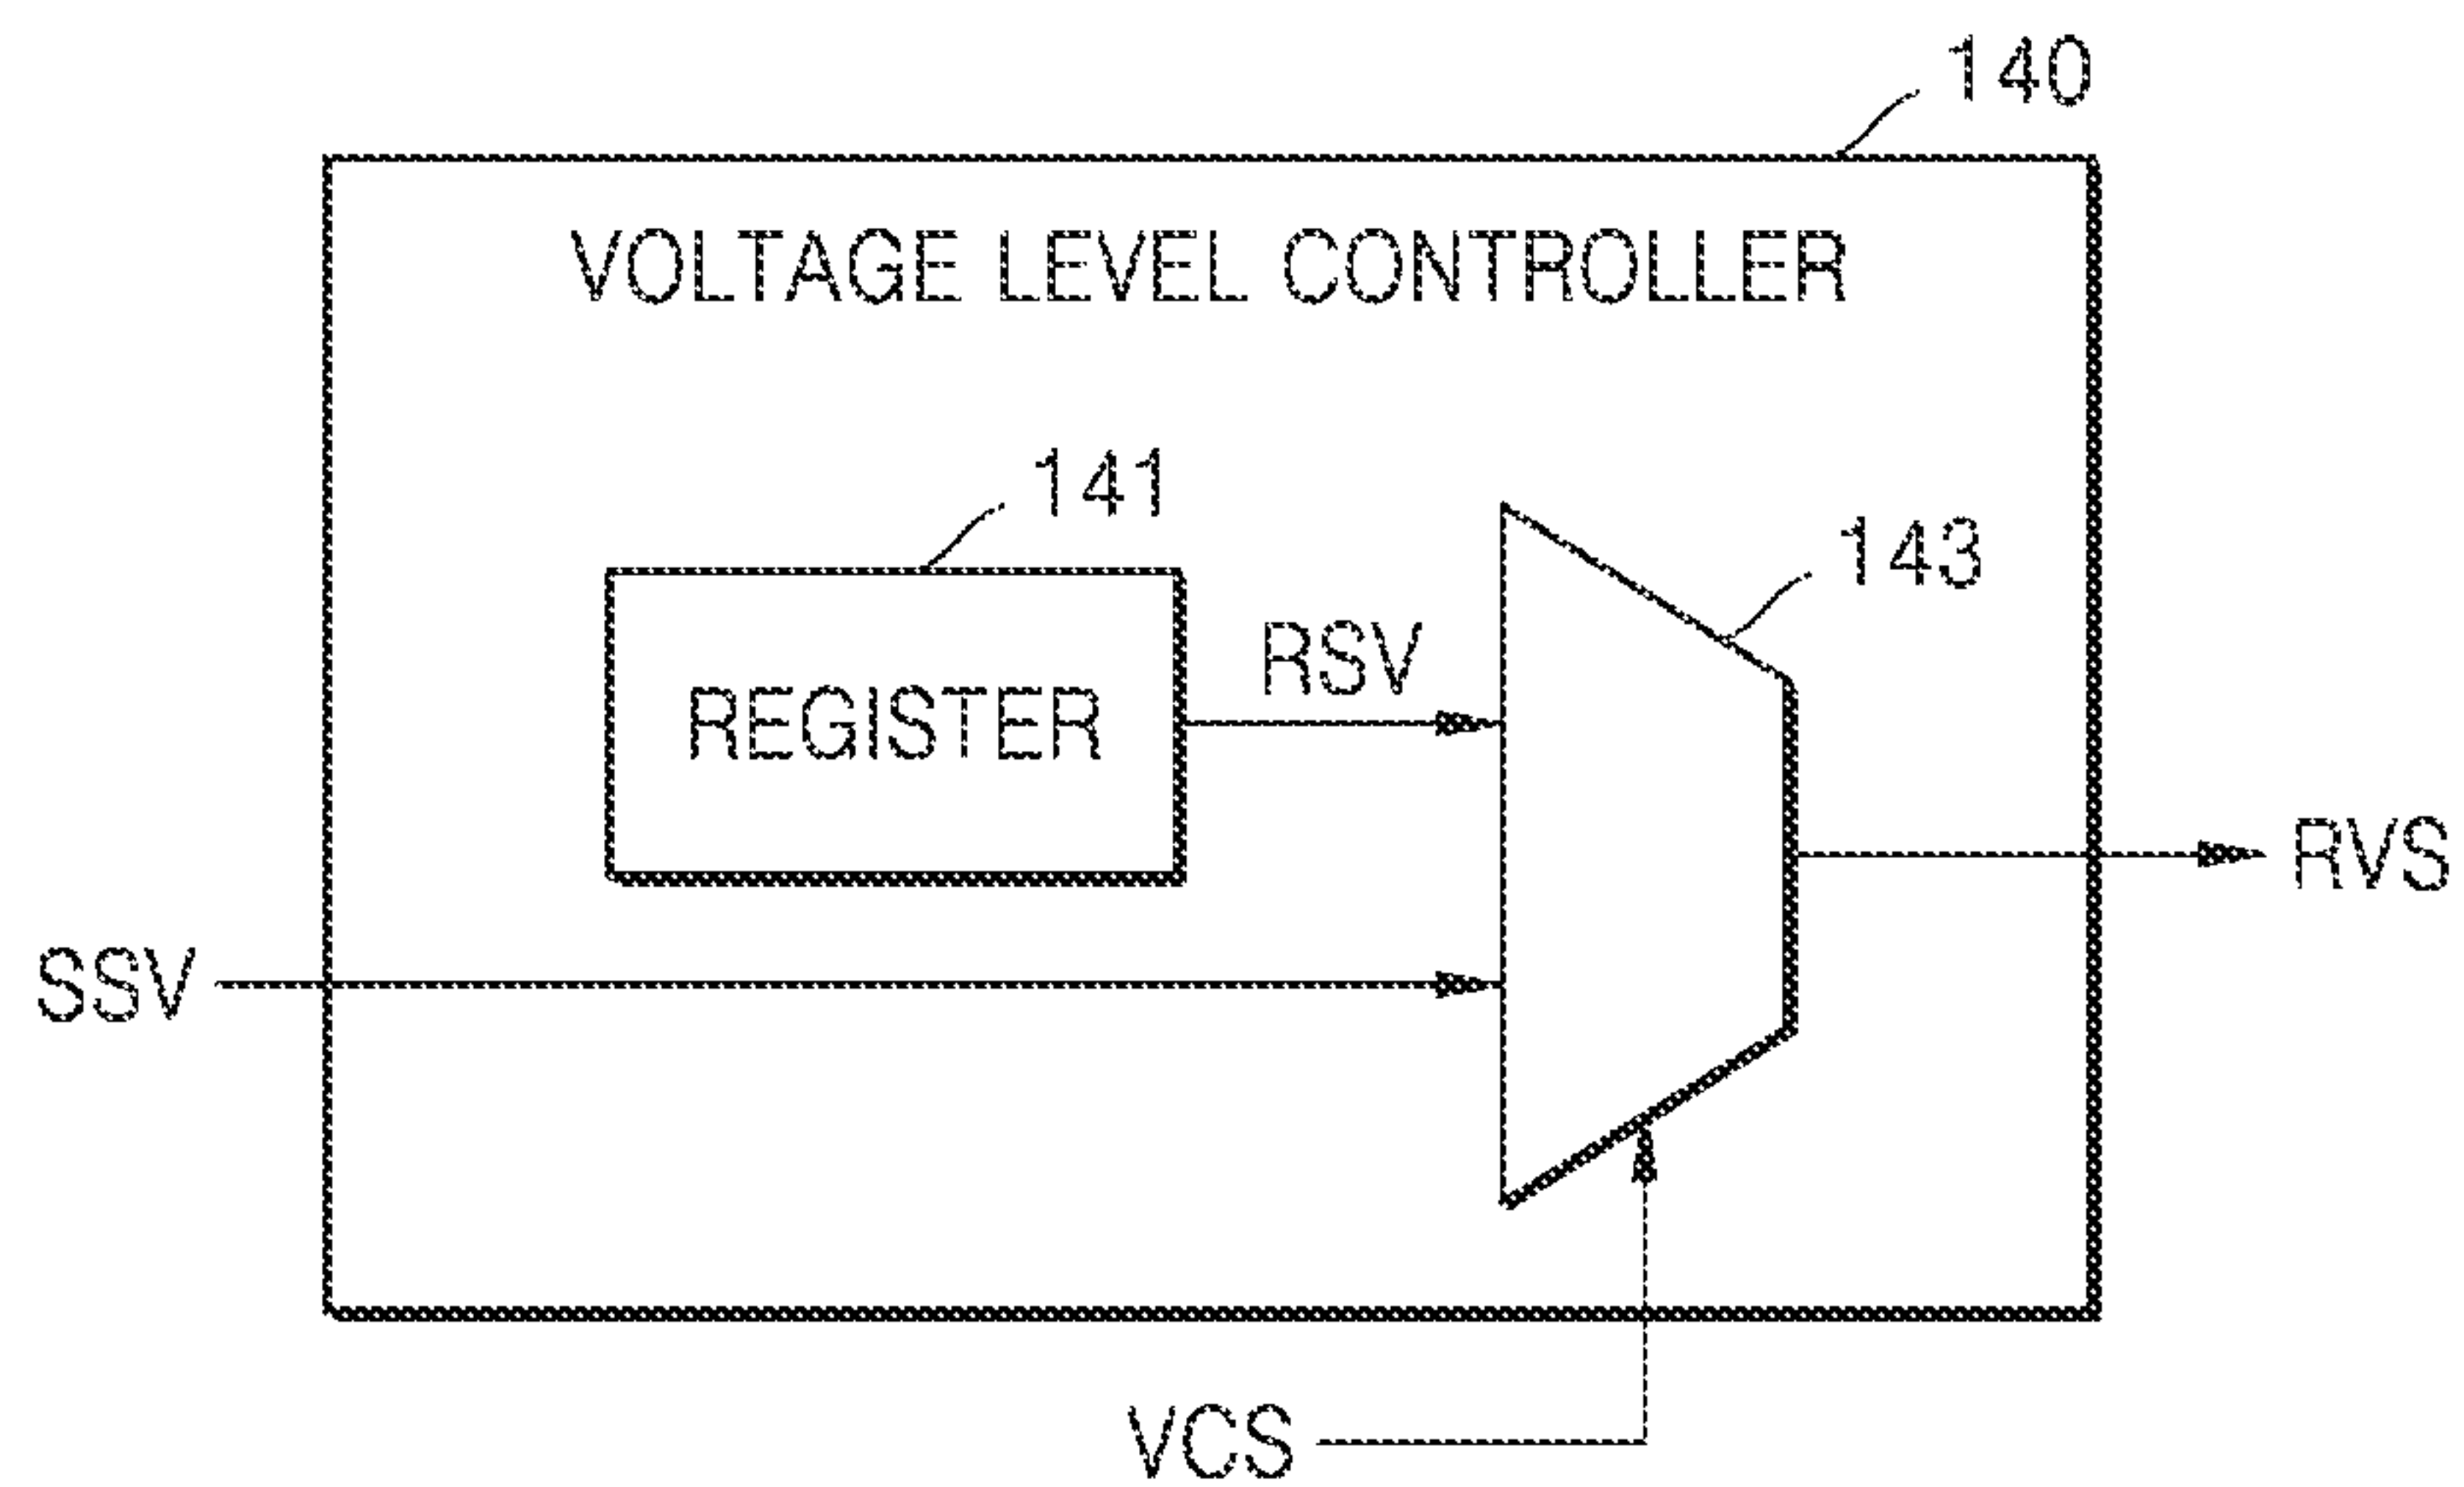 140
VOLTAGE LEVEL CONTROLLER
141
143
RSV
REGISTER
RVS
SSV
VCS